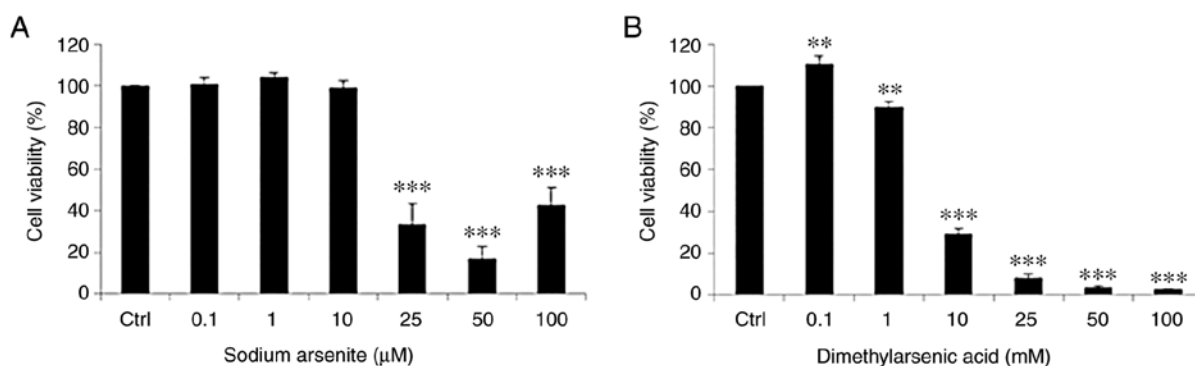 A
Cell viability (%)
120
100
80
60
40
20
0
***
***
***
Ctrl 0.1 1 10 25 50 100
Sodium arsenite (μM)
B
Cell viability (%)
120
100
80
60
40
20
0
**
**
***
***
***
***
Ctrl 0.1 1 10 25 50 100
Dimethylarsenic acid (mM)